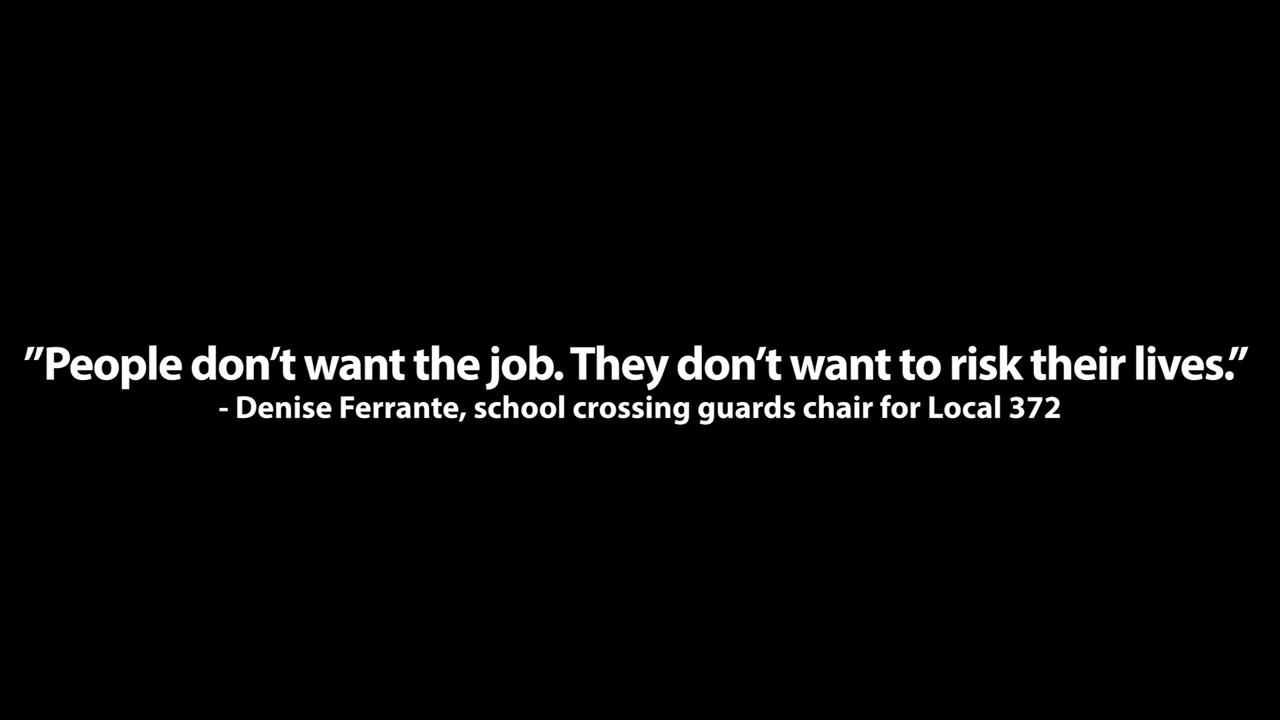 ”People don’t want the job. They don’t want to risk their lives.”
- Denise Ferrante, school crossing guards chair for Local 372